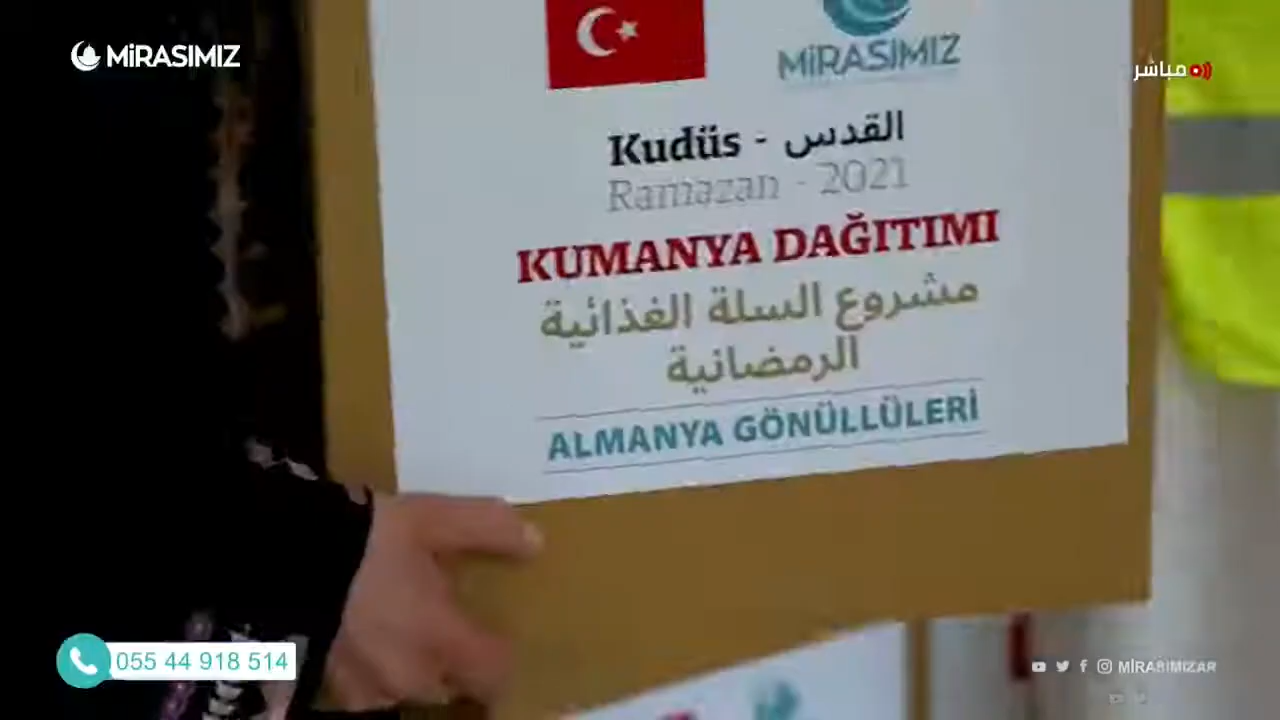 MİRASIMIZ
مباشر
MİRASIMIZ
Kudüs - القدس
Ramazan - 2021
KUMANYA DAĞITIMI
مشروع السلة الغذائية
الرمضانية
ALMANYA GÖNÜLLÜLERİ
055 44 918 514
MİRASIMIZAR